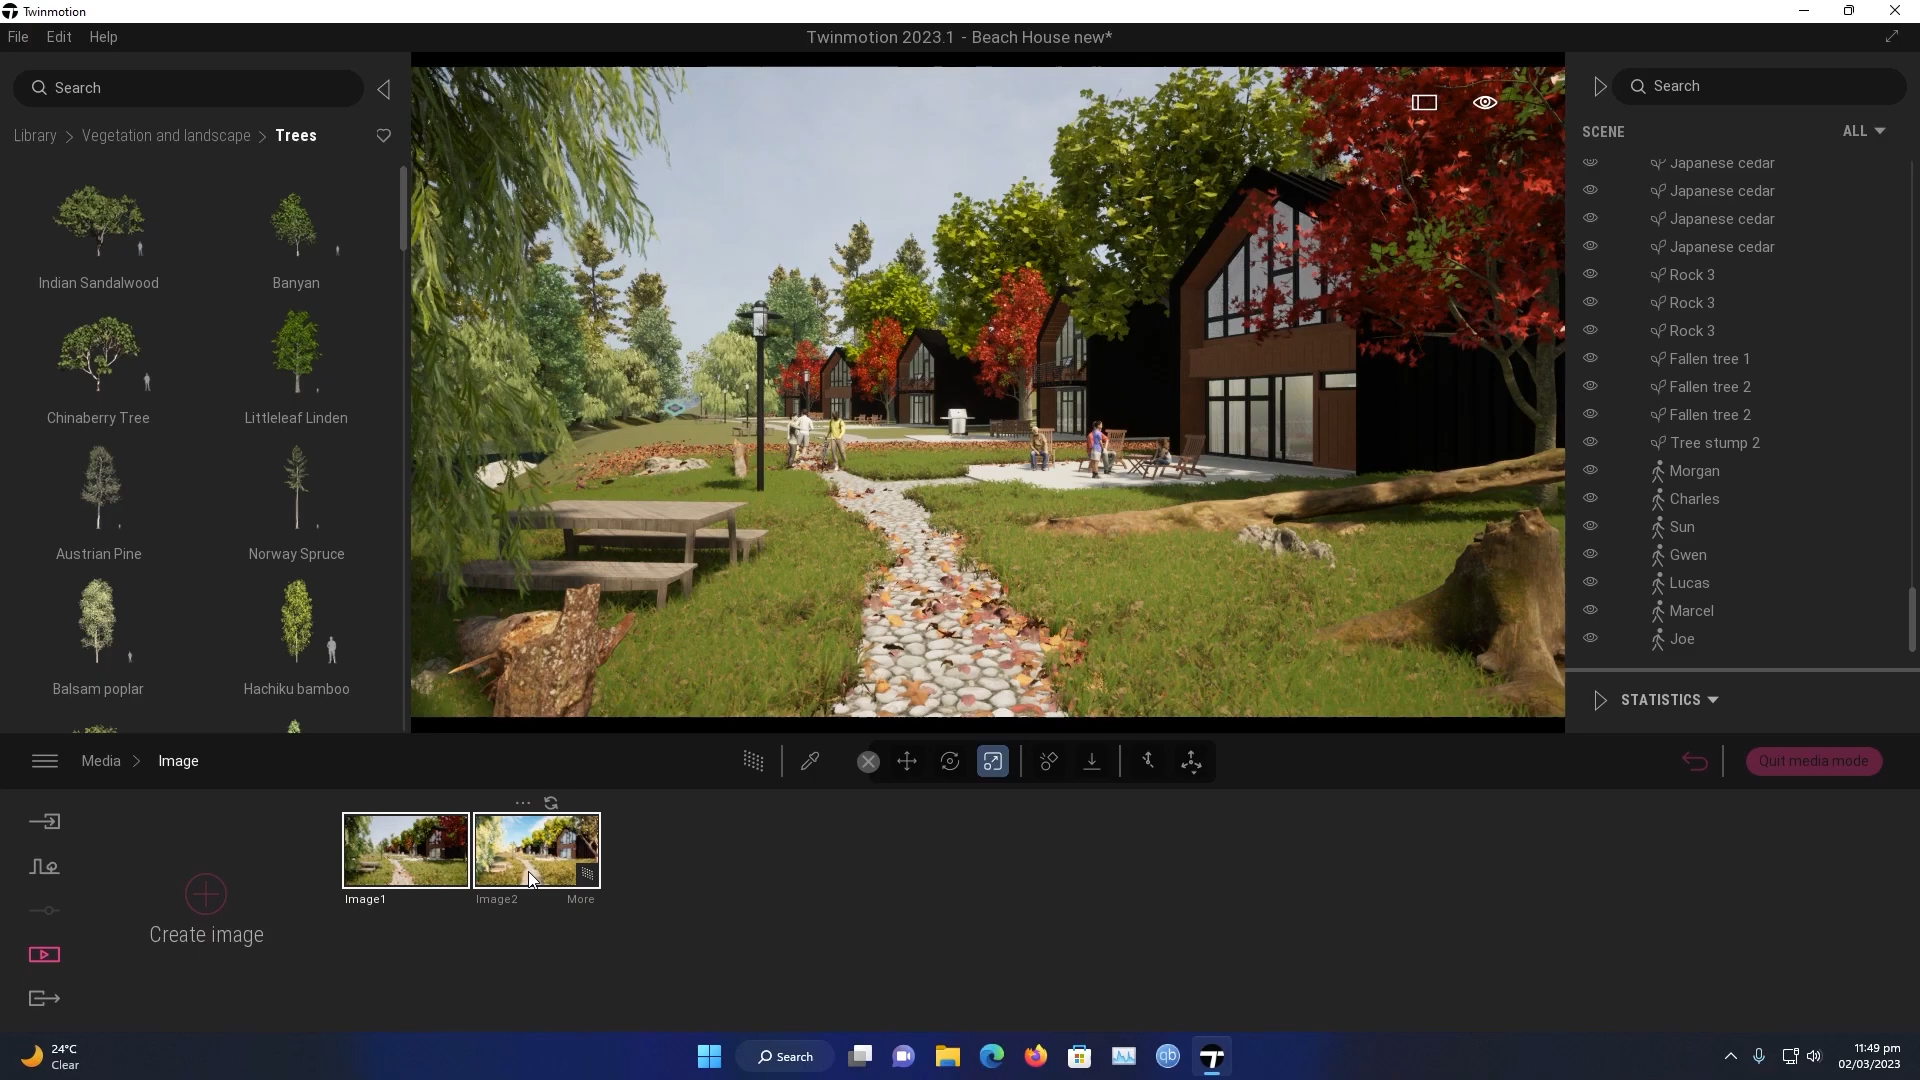 Twinmotion
File Edit Help
Twinmotion 2023.1 - Beach House new*
Search
Library > Vegetation and landscape > Trees
Indian Sandalwood
Banyan
Chinaberry Tree
Littleleaf Linden
Austrian Pine
Norway Spruce
Balsam poplar
Hachiku bamboo
Search
SCENE
ALL
Japanese cedar
Japanese cedar
Japanese cedar
Japanese cedar
Rock 3
Rock 3
Rock 3
Fallen tree 1
Fallen tree 2
Fallen tree 2
Tree stump 2
Morgan
Charles
Sun
Gwen
Lucas
Marcel
Joe
STATISTICS
Media > Image
Quit media mode
Create image
Image1
Image2
More
24°C
Clear
Search
qb
11:49 pm
02/03/2023